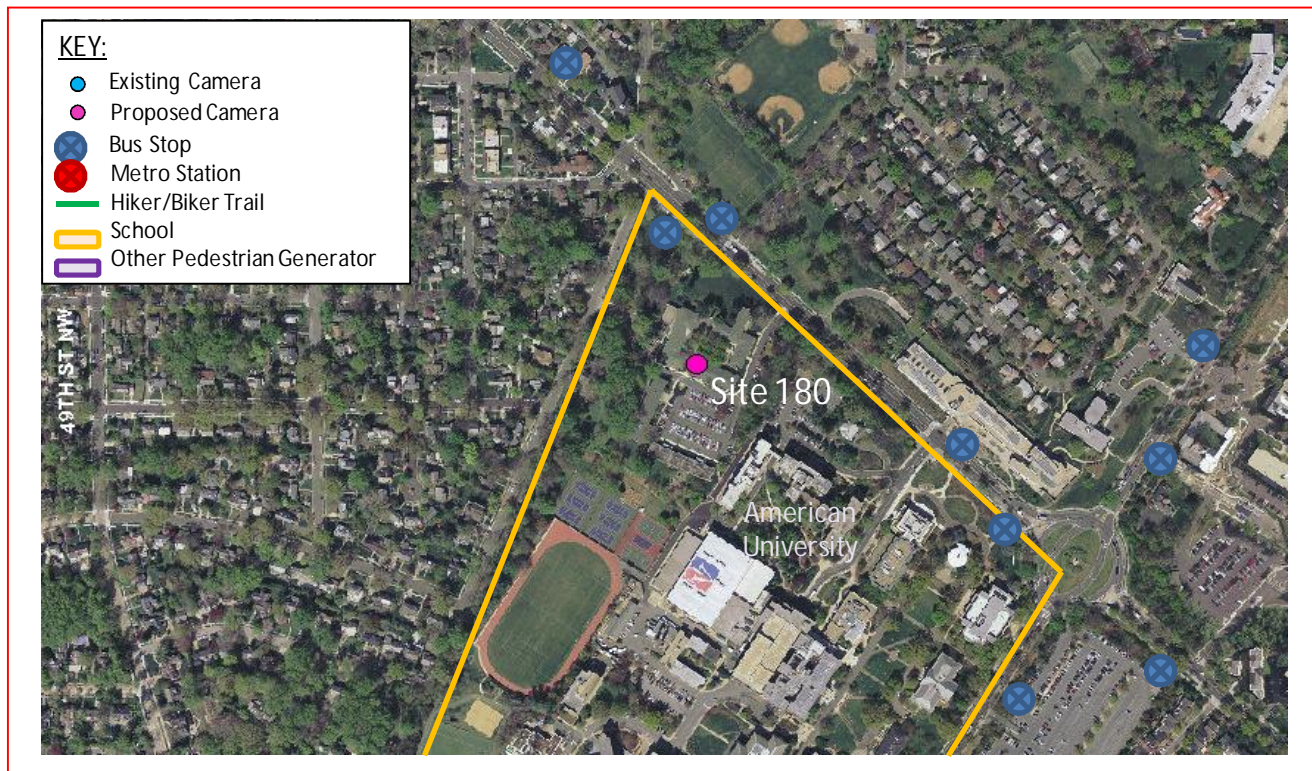 KEY:
Existing Camera
Proposed Camera
Bus Stop
Metro Station
Hiker/Biker Trail
School
Other Pedestrian Generator
49TH ST NW
Site 180
American
University